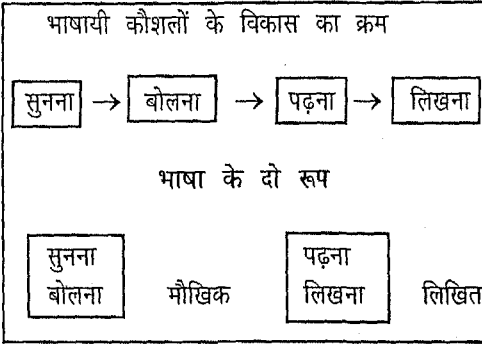 भाषायी कौशलों के विकास का क्रम
सुनना → बोलना → पढ़ना → लिखना
भाषा के दो रूप
सुनना पढ़ना
बोलना मौखिक लिखना लिखित